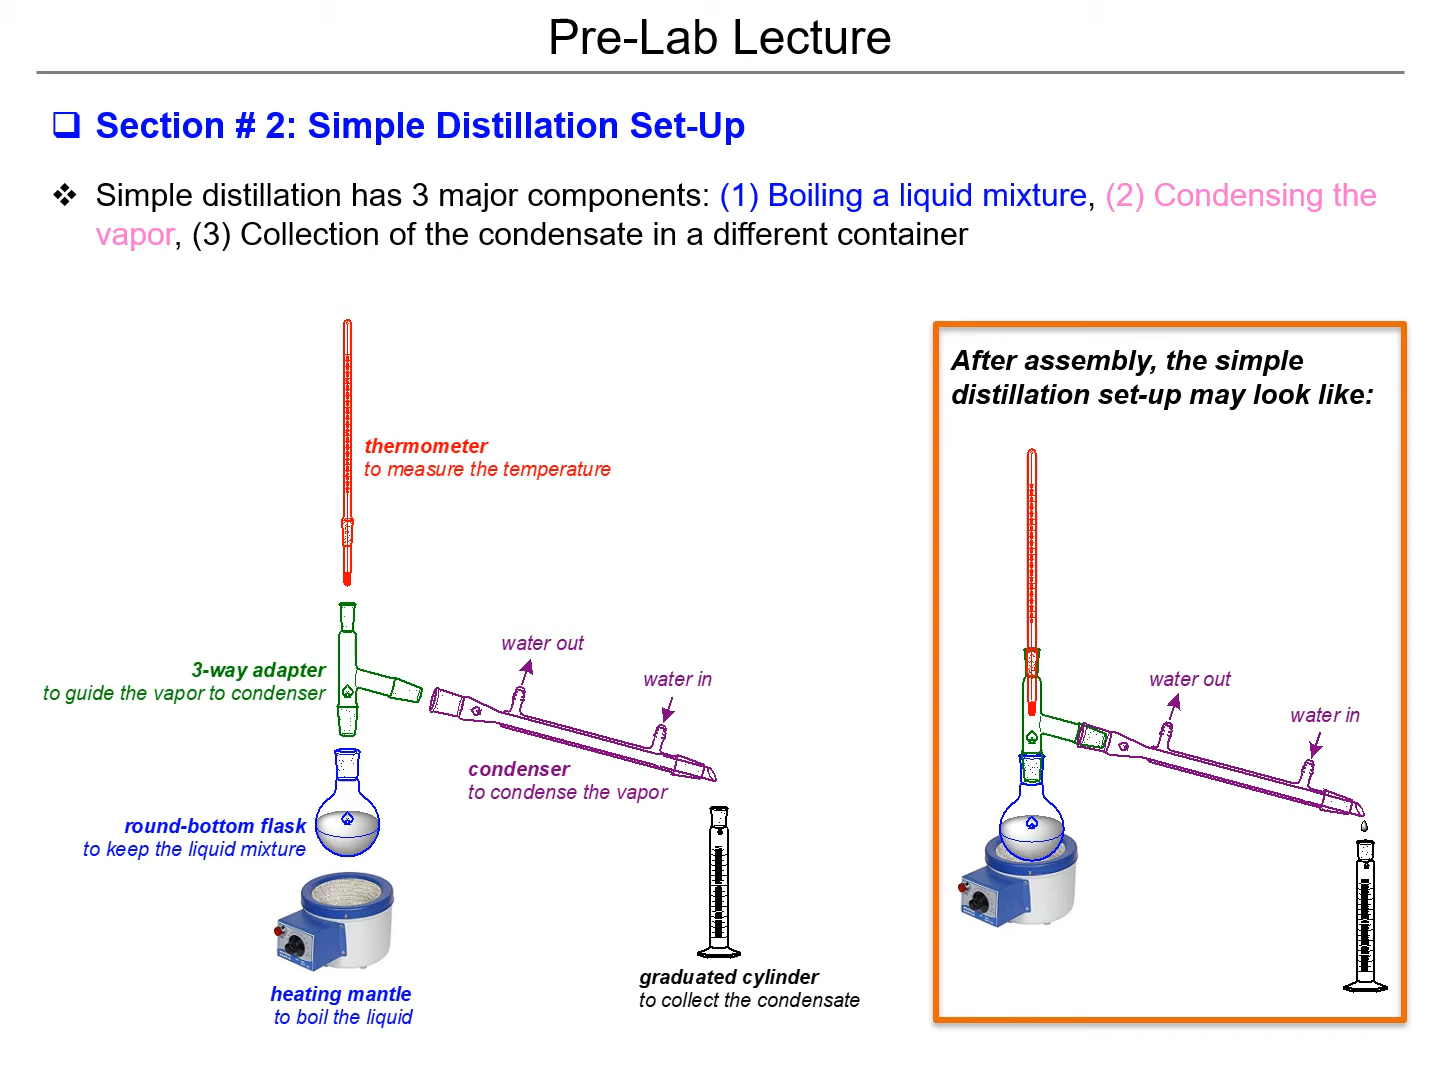 Pre-Lab Lecture
Section # 2: Simple Distillation Set-Up
Simple distillation has 3 major components: (1) Boiling a liquid mixture, (2) Condensing the
vapor, (3) Collection of the condensate in a different container
thermometer
to measure the temperature
3-way adapter
to guide the vapor to condenser
water out
water in
condenser
to condense the vapor
round-bottom flask
to keep the liquid mixture
heating mantle
to boil the liquid
graduated cylinder
to collect the condensate
After assembly, the simple
distillation set-up may look like:
water out
water in